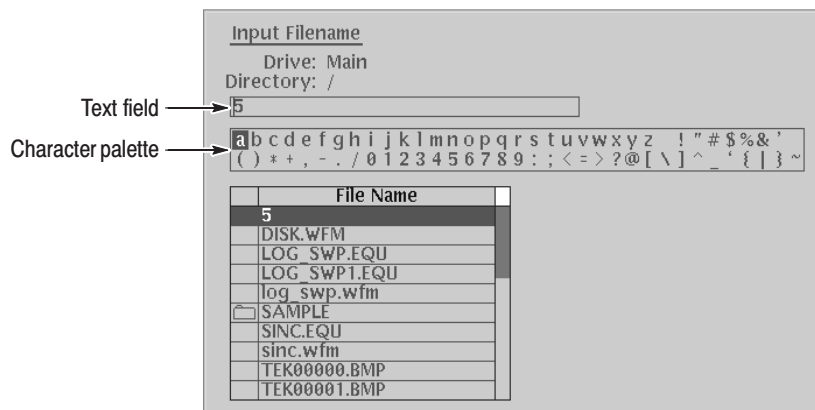 Input Filename
Drive: Main
Directory: /
Text field
5
Character palette
a b c d e f g h i j k l m n o p q r s t u v w x y z ! " # $ % & '
( ) * + , - . / 0 1 2 3 4 5 6 7 8 9 : ; < = > ? @ [ \ ] ^ _ ‘ { | } ~
File Name
5
DISK.WFM
LOG_SWP.EQU
LOG_SWP1.EQU
log_swp.wfm
SAMPLE
SINC.EQU
sinc.wfm
TEK00000.BMP
TEK00001.BMP